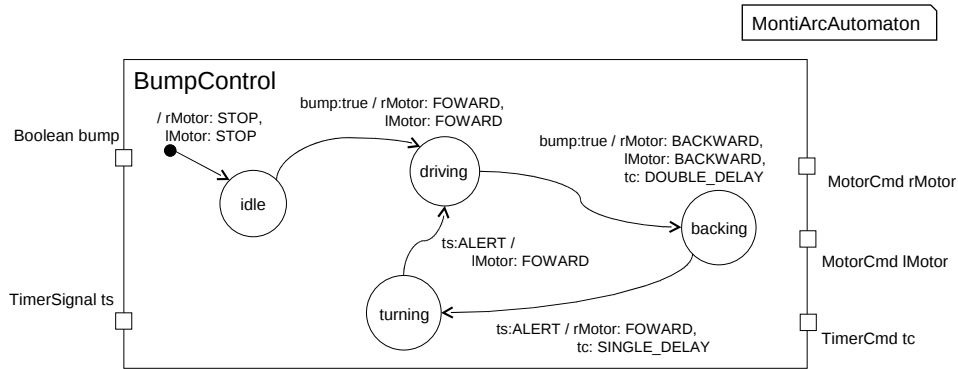 MontiArcAutomaton
BumpControl
/ rMotor: STOP,
lMotor: STOP
bump:true / rMotor: FOWARD,
lMotor: FOWARD
Boolean bump
driving
bump:true / rMotor: BACKWARD,
lMotor: BACKWARD,
tc: DOUBLE_DELAY
MotorCmd rMotor
idle
backing
ts:ALERT /
lMotor: FOWARD
MotorCmd lMotor
TimerSignal ts
turning
ts:ALERT / rMotor: FOWARD,
tc: SINGLE_DELAY
TimerCmd tc